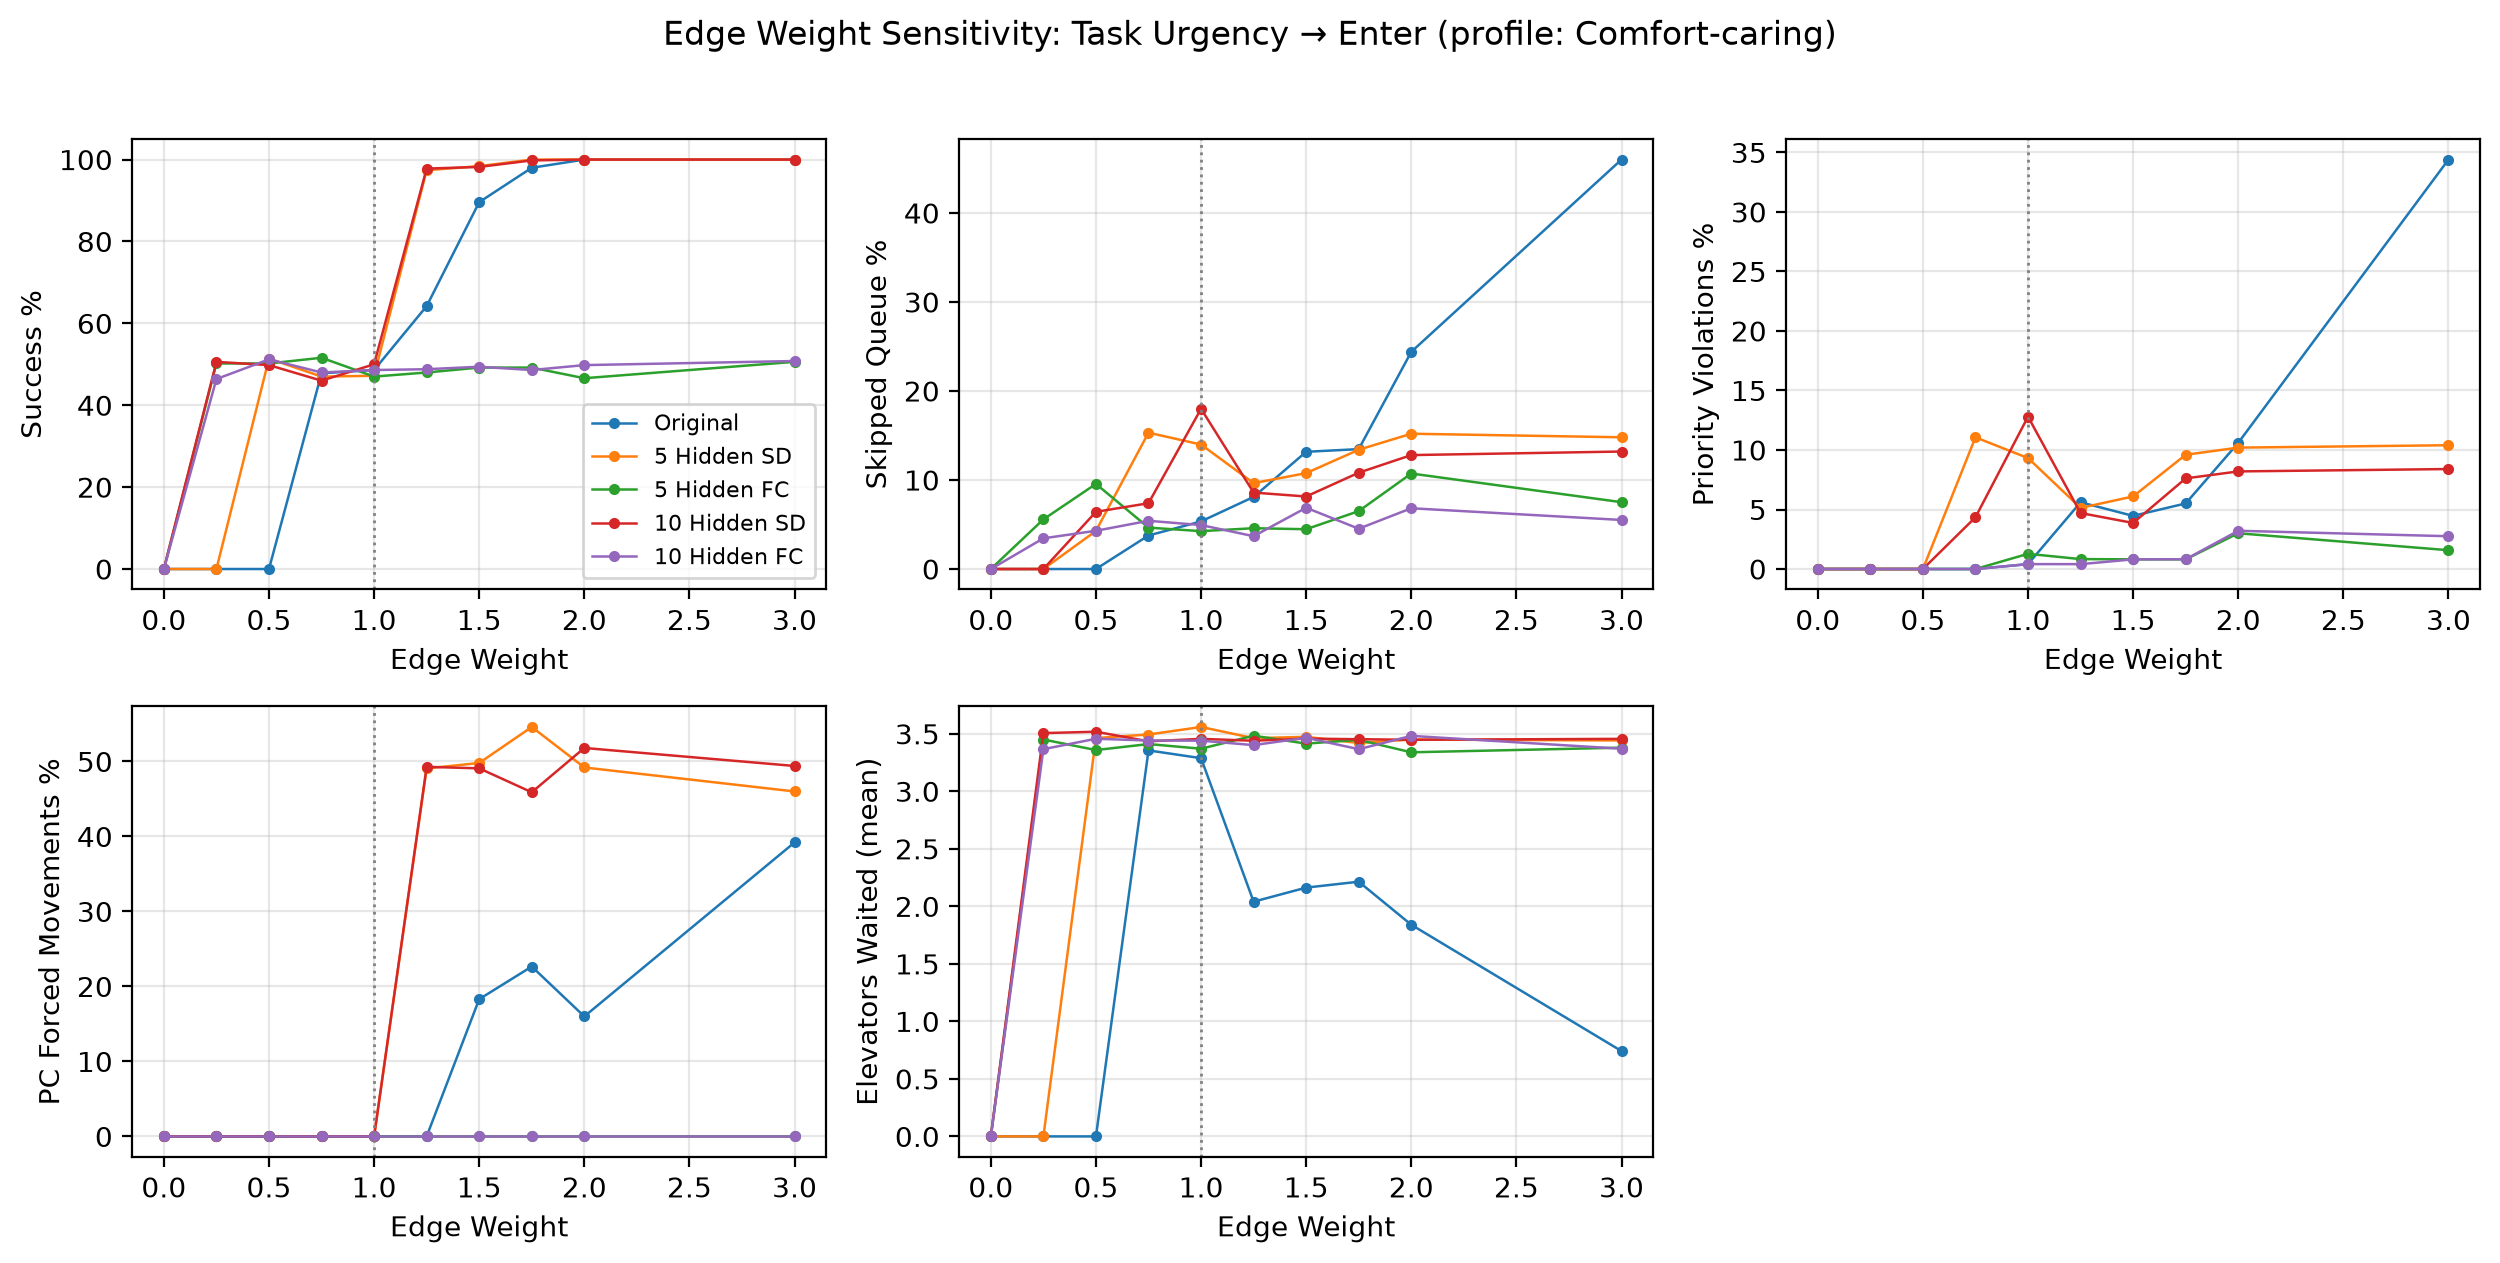 Edge Weight Sensitivity: Task Urgency → Enter (profile: Comfort-caring)
Success %
100
80
60
40
20
0
0.0 0.5 1.0 1.5 2.0 2.5 3.0
Edge Weight
Original
5 Hidden SD
5 Hidden FC
10 Hidden SD
10 Hidden FC
Skipped Queue %
40
30
20
10
0
0.0 0.5 1.0 1.5 2.0 2.5 3.0
Edge Weight
Priority Violations %
35
30
25
20
15
10
5
0
0.0 0.5 1.0 1.5 2.0 2.5 3.0
Edge Weight
PC Forced Movements %
50
40
30
20
10
0
0.0 0.5 1.0 1.5 2.0 2.5 3.0
Edge Weight
Elevators Waited (mean)
3.5
3.0
2.5
2.0
1.5
1.0
0.5
0.0
0.0 0.5 1.0 1.5 2.0 2.5 3.0
Edge Weight